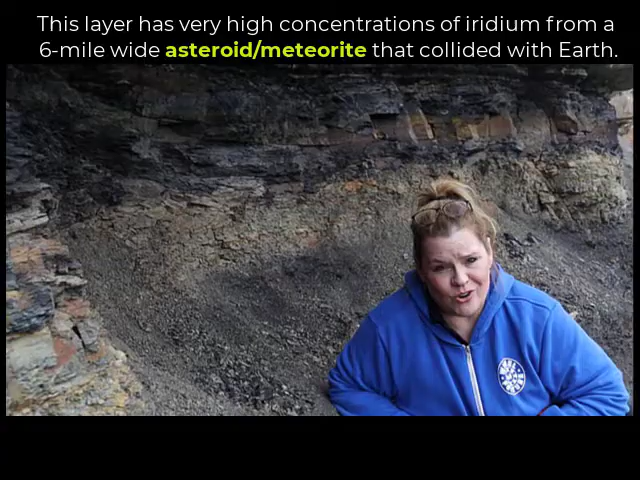 This layer has very high concentrations of iridium from a
6-mile wide asteroid/meteorite that collided with Earth.